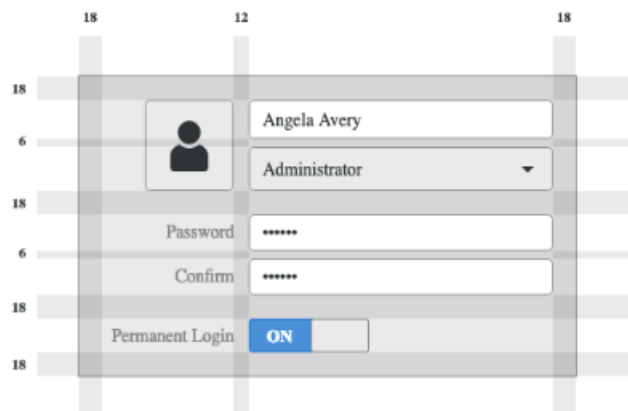 18 12 18
18
Angela Avery
6
Administrator
18
Password ••••••
6
Confirm ••••••
18
Permanent Login ON
18